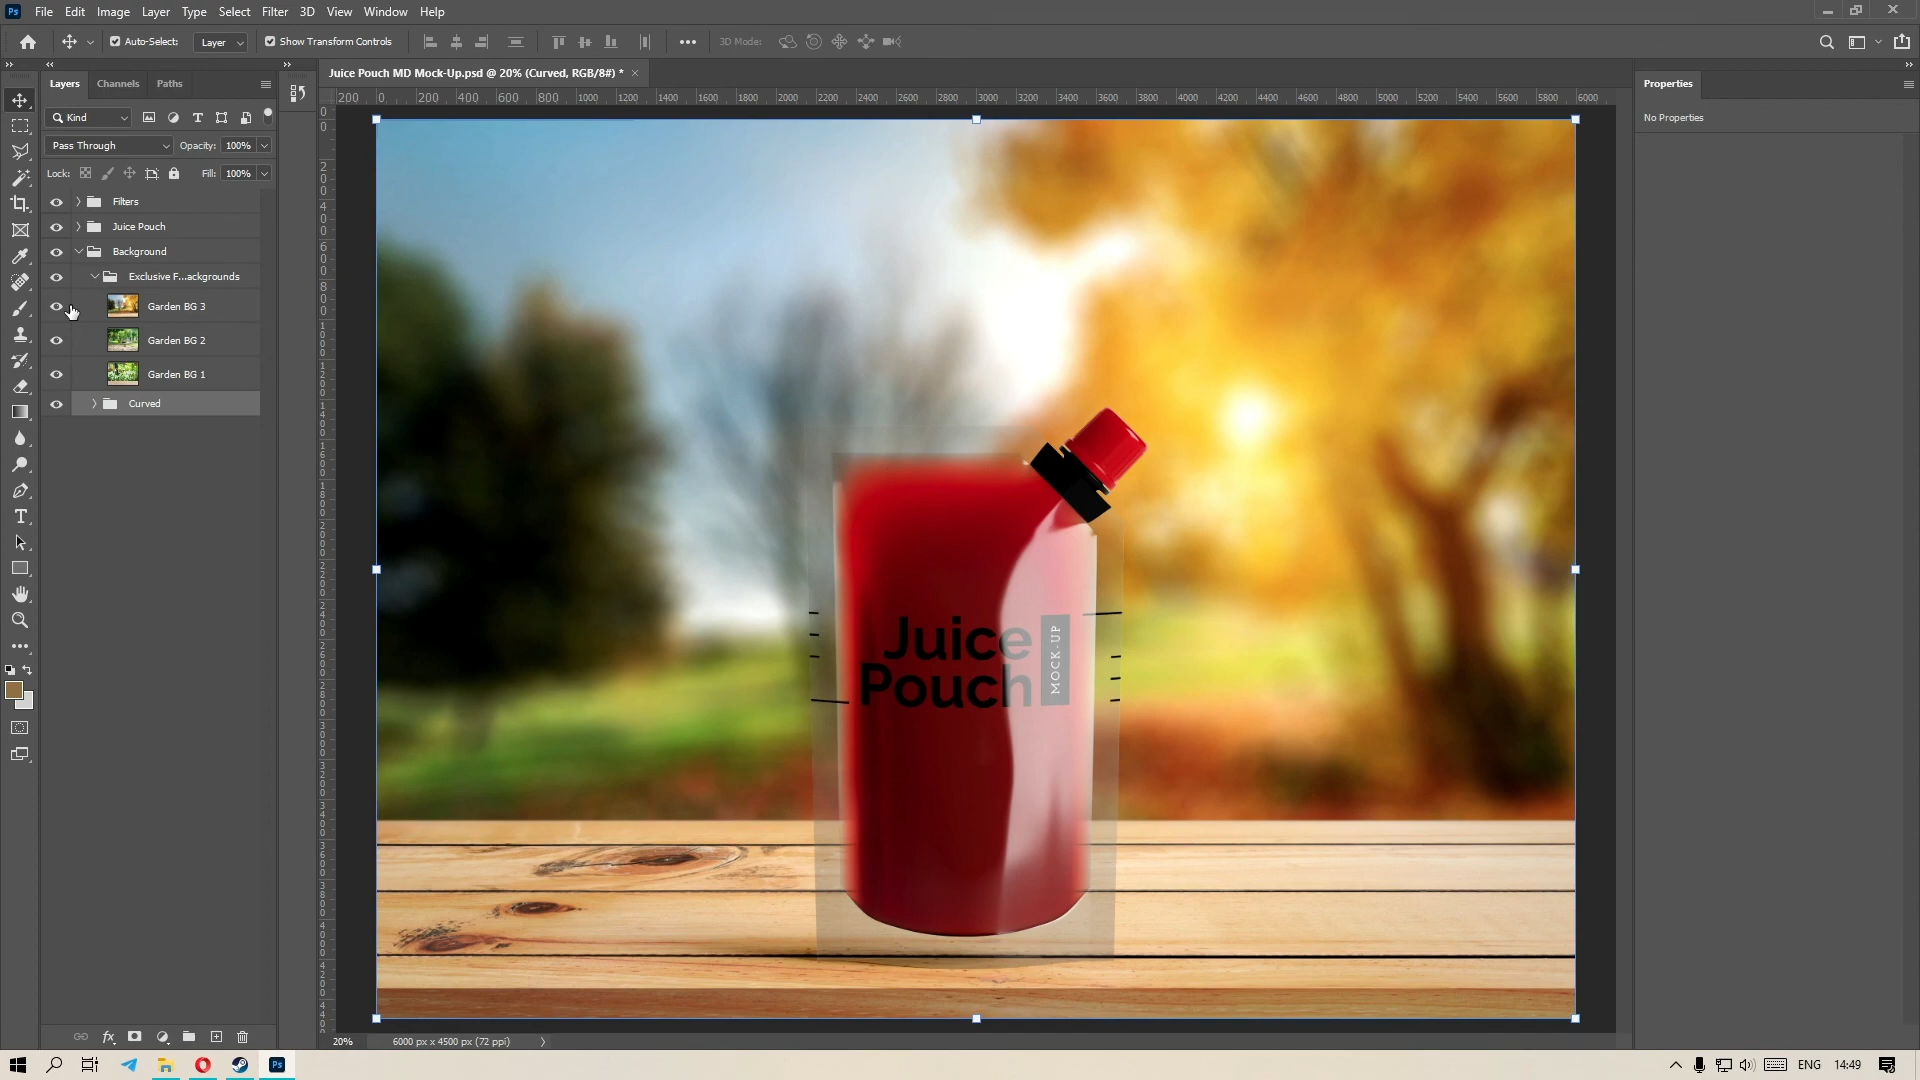 Ps File Edit Image Layer Type Select Filter 3D View Window Help
Auto-Select: Layer Show Transform Controls 3D Mode:
Layers Channels Paths
Juice Pouch MD Mock-Up.psd @ 20% (Curved, RGB/8#) *
Properties
200 0 200 400 600 800 1000 1200 1400 1600 1800 2000 2200 2400 2600 2800 3000 3200 3400 3600 3800 4000 4200 4400 4600 4800 5000 5200 5400 5600 5800 6000
Kind
No Properties
Pass Through Opacity: 100%
Lock: Fill: 100%
Filters
Juice Pouch
Background
Exclusive F...ackgrounds
Garden BG 3
Garden BG 2
Garden BG 1
Curved
Juice
Pouch
MOCK-UP
fx
20% 6000 px x 4500 px (72 ppi)
Ps ENG 14:49